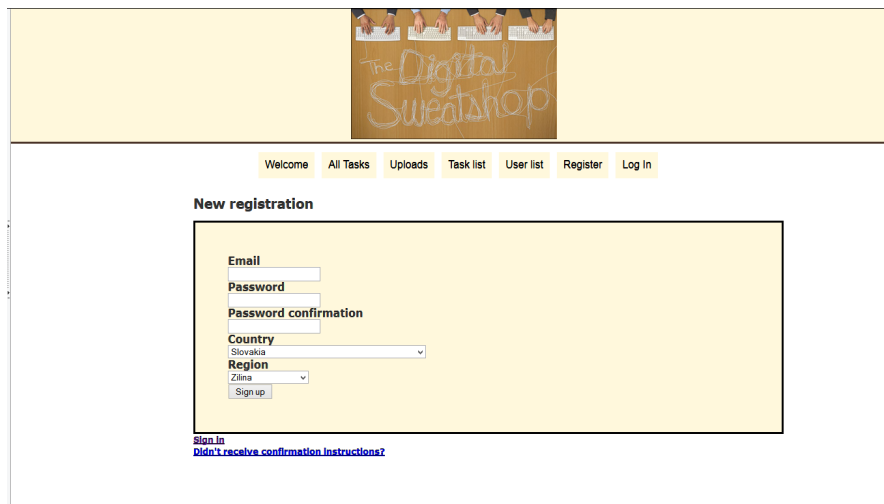 The Digital
Sweatshop
Welcome All Tasks Uploads Task list User list Register Log In
New registration
Email
Password
Password confirmation
Country
Slovakia
Region
Zilina
Sign up
Sign in
Didn't receive confirmation instructions?